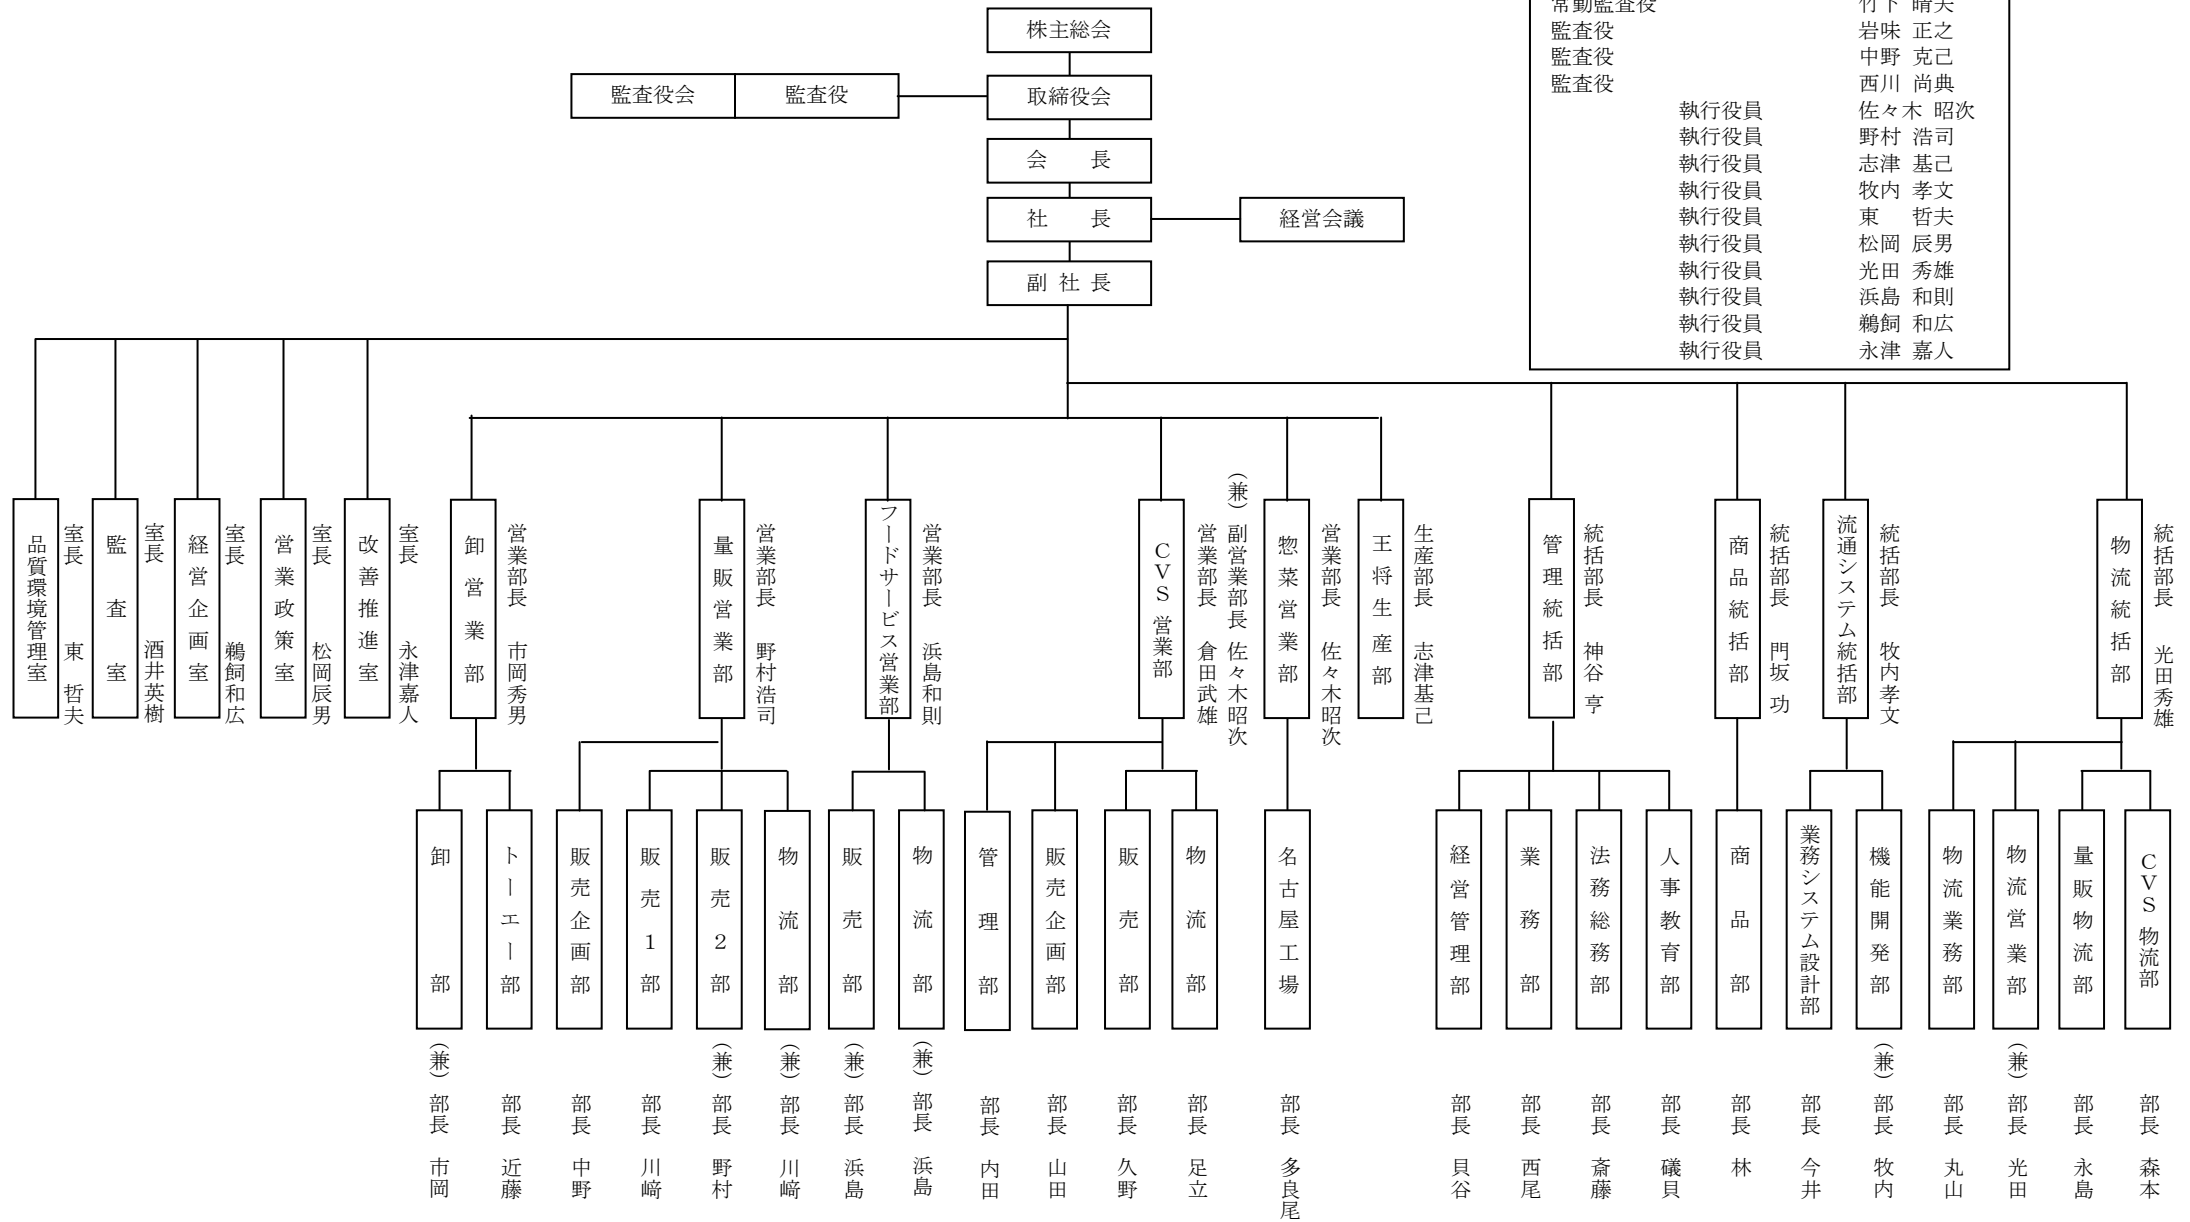 株主総会
監査役会 監査役 取締役会
会 長
社 長 経営会議
副 社 長
常勤監査役 竹下 晴夫
監査役 岩味 正之
監査役 中野 克己
監査役 西川 尚典
執行役員 佐々木 昭次
執行役員 野村 浩司
執行役員 志津 基己
執行役員 牧内 孝文
執行役員 東 哲夫
執行役員 松岡 辰男
執行役員 光田 秀雄
執行役員 浜島 和則
執行役員 鵜飼 和広
執行役員 永津 嘉人
品質環境管理室
室長 東 哲夫
監 査 室
室長 酒井英樹
経営企画室
室長 鵜飼和広
営業政策室
室長 松岡辰男
改善推進室
室長 永津嘉人
卸営業部
営業部長 市岡秀男
量販営業部
営業部長 野村浩司
フードサービス営業部
営業部長 浜島和則
CVS 営業部
営業部長 倉田武雄
(兼) 副営業部長 佐々木昭次
惣菜営業部
営業部長 佐々木昭次
王将生産部
生産部長 志津基己
管理統括部
統括部長 神谷 亨
商品統括部
統括部長 門坂 功
流通システム統括部
統括部長 牧内孝文
物流統括部
統括部長 光田秀雄
卸 部
(兼) 部長 市岡
トーエー部
部長 近藤
販売企画部
部長 中野
販売1部
部長 川﨑
販売2部
(兼) 部長 野村
物流部
(兼) 部長 川﨑
販売部
(兼) 部長 浜島
物流部
(兼) 部長 浜島
管理部
部長 内田
販売企画部
部長 山田
販売部
部長 久野
物流部
部長 足立
名古屋工場
部長 多良尾
経営管理部
部長 貝谷
業務部
部長 西尾
法務総務部
部長 斎藤
人事教育部
部長 礒貝
商品部
部長 林
業務システム設計部
部長 今井
機能開発部
(兼) 部長 牧内
物流業務部
部長 丸山
物流営業部
(兼) 部長 光田
量販物流部
部長 永島
CVS 物流部
部長 森本